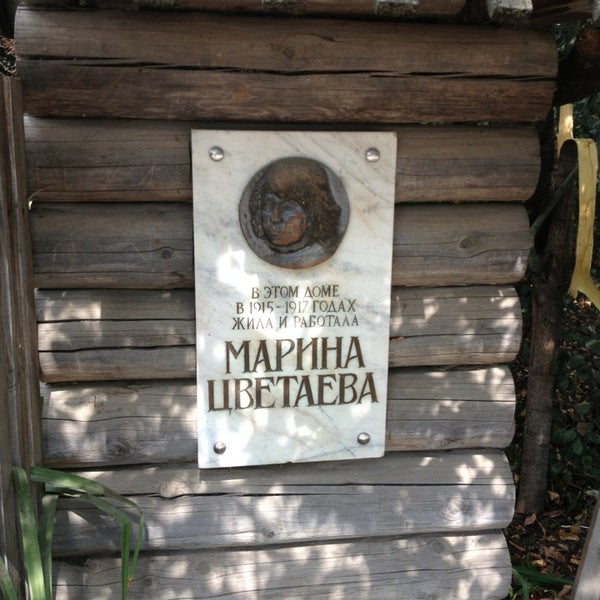 В ЭТОМ ДОМЕ
В 1915-1917 ГОДАХ
ЖИЛА И РАБОТАЛА
МАРИНА
ЦВЕТАЕВА